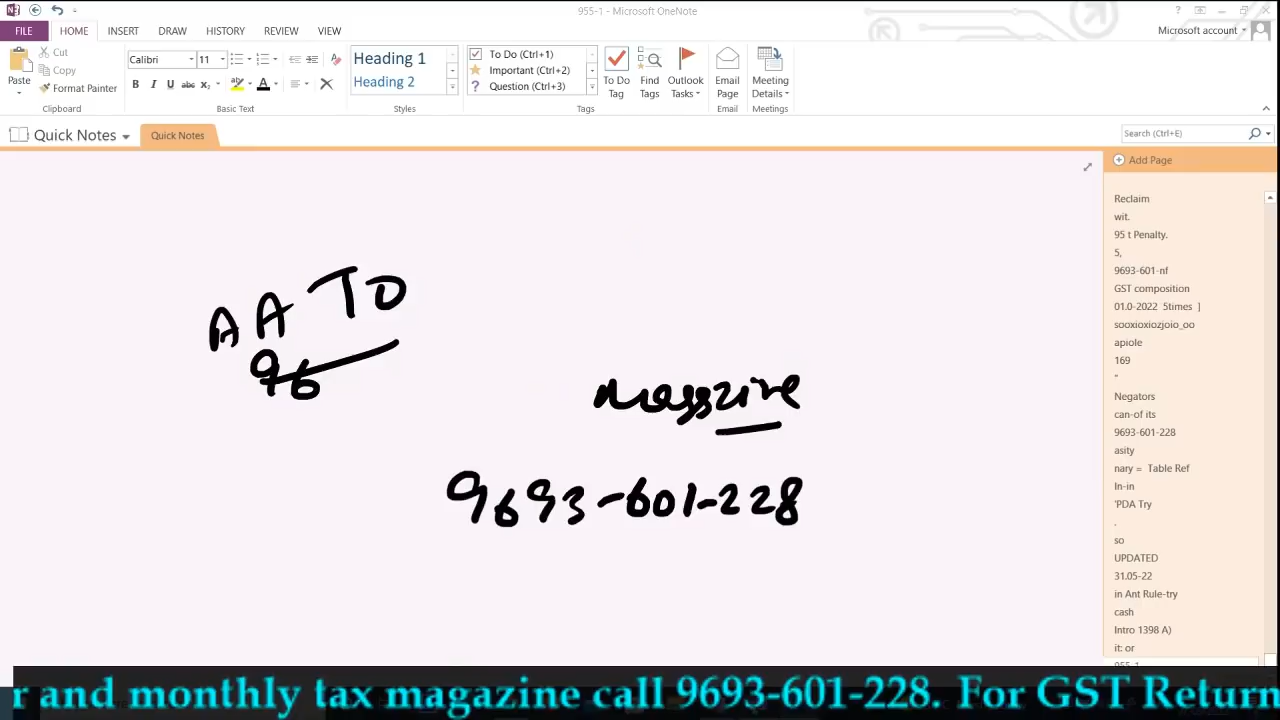 955-1 - Microsoft OneNote
?
FILE HOME INSERT DRAW HISTORY REVIEW VIEW
Microsoft account
Paste
Cut
Copy
Format Painter
Clipboard
Calibri 11
B I U abc X₂ A
Basic Text
Heading 1
Heading 2
Styles
To Do (Ctrl+1)
Important (Ctrl+2)
? Question (Ctrl+3)
To Do Tag
Find Tags
Outlook Tasks
Tags
Email Page
Email
Meeting Details
Meetings
Quick Notes
Quick Notes
Search (Ctrl+E)
Add Page
Reclaim
wit.
95 t Penalty.
5,
9693-601-nf
GST composition
01.0-2022 5times ]
sooxioxiozjoio_oo
apiole
169
"
Negators
can-of its
9693-601-228
asity
nary = Table Ref
In-in
'PDA Try
.
so
UPDATED
31.05-22
in Ant Rule-try
cash
Intro 1398 A)
it: or
955-1
AATO
96
magzine
9693-601-228
r and monthly tax magazine call 9693-601-228. For GST Return